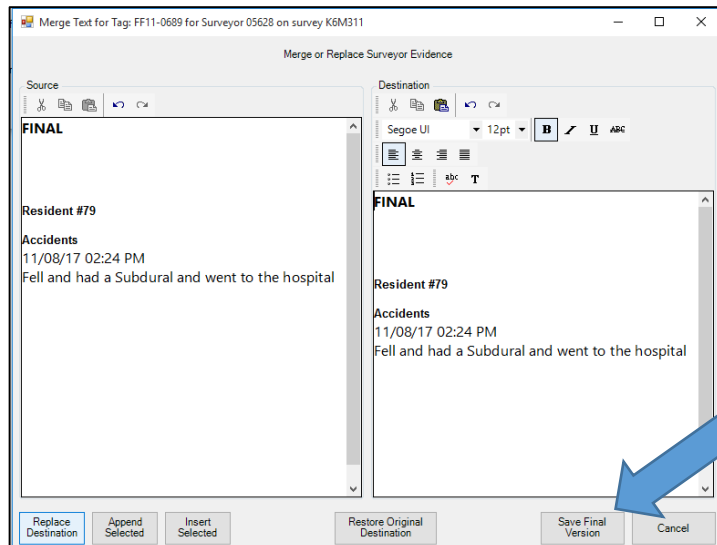 Merge Text for Tag: FF11-0689 for Surveyor 05628 on survey K6M311
Merge or Replace Surveyor Evidence
Source
FINAL
Resident #79
Accidents
11/08/17 02:24 PM
Fell and had a Subdural and went to the hospital
Destination
Segoe UI 12pt B I U ABC
abc T
FINAL
Resident #79
Accidents
11/08/17 02:24 PM
Fell and had a Subdural and went to the hospital
Replace
Destination
Append
Selected
Insert
Selected
Restore Original
Destination
Save Final
Version
Cancel